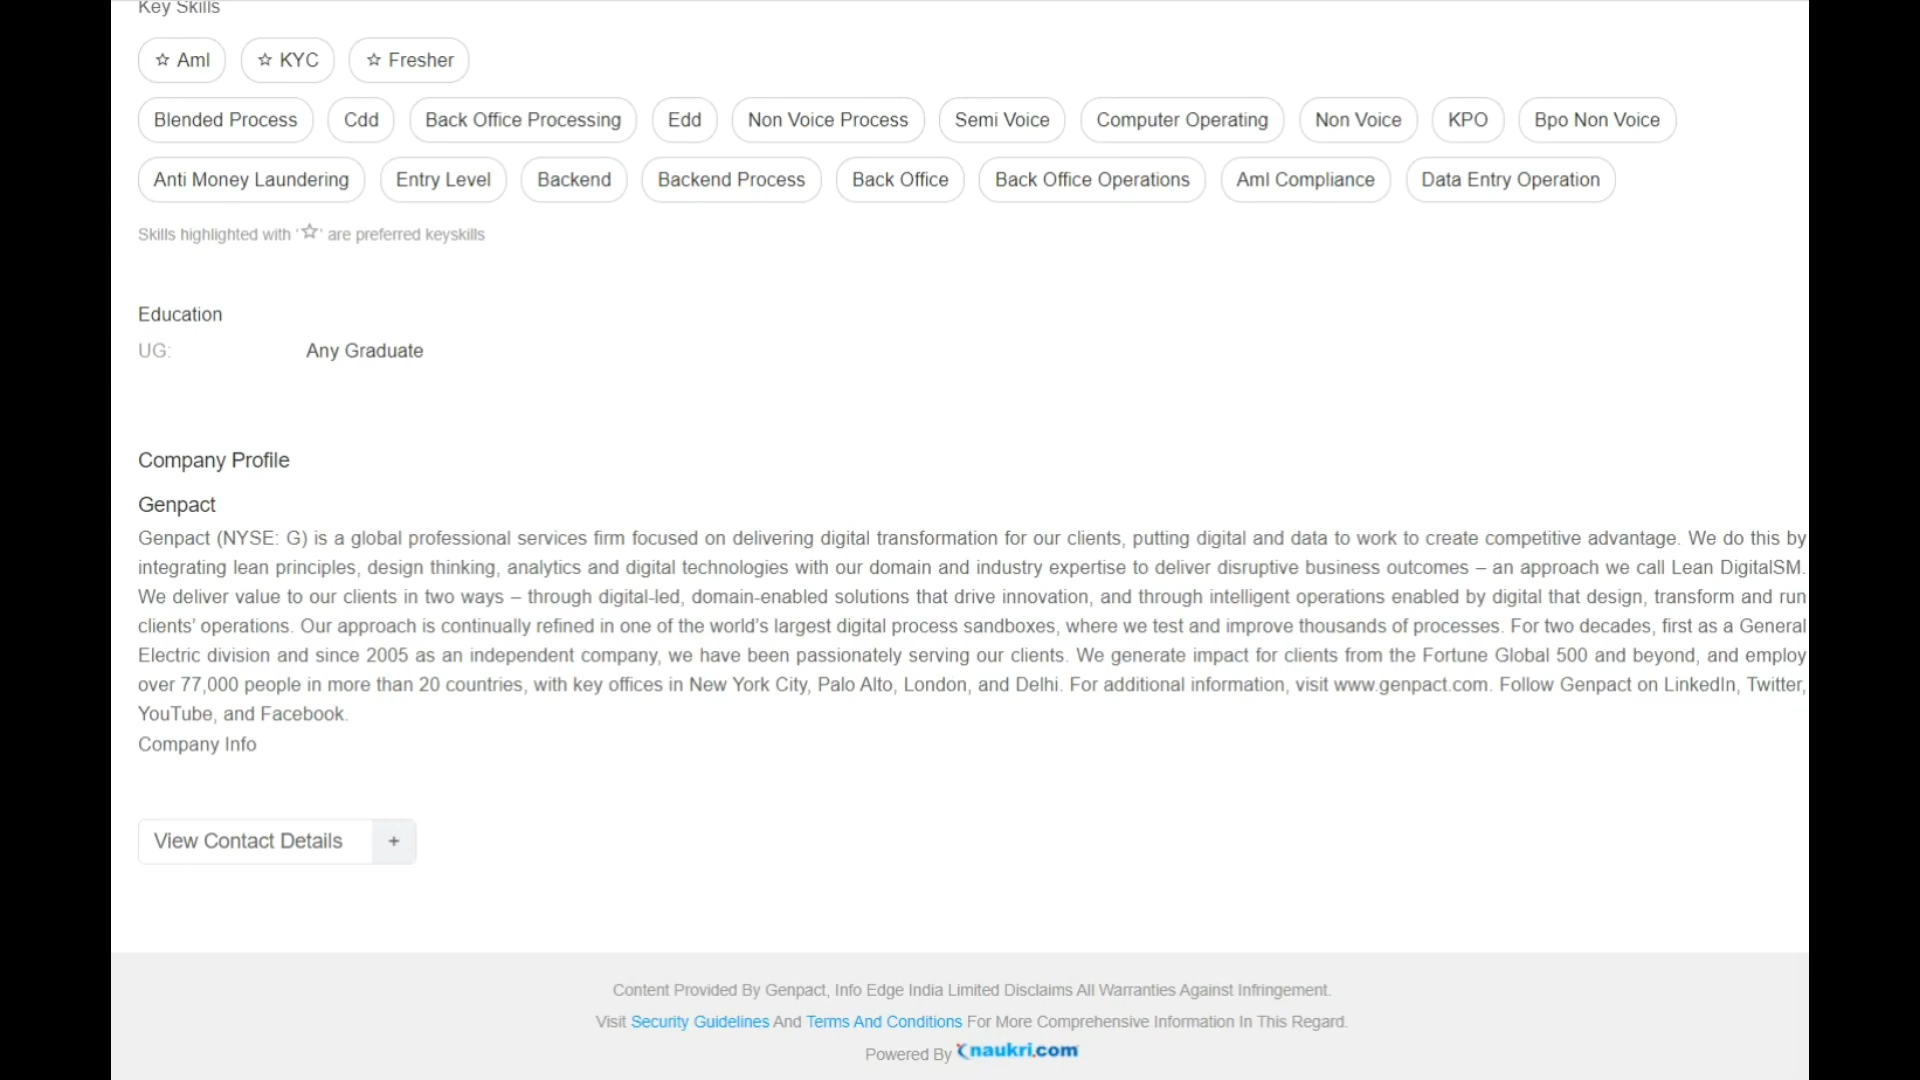 Key Skills
☆ Aml ☆ KYC ☆ Fresher
Blended Process Cdd Back Office Processing Edd Non Voice Process Semi Voice Computer Operating Non Voice KPO Bpo Non Voice
Anti Money Laundering Entry Level Backend Backend Process Back Office Back Office Operations Aml Compliance Data Entry Operation
Skills highlighted with ‘☆’ are preferred keyskills
Education
UG: Any Graduate
Company Profile
Genpact
Genpact (NYSE: G) is a global professional services firm focused on delivering digital transformation for our clients, putting digital and data to work to create competitive advantage. We do this by
integrating lean principles, design thinking, analytics and digital technologies with our domain and industry expertise to deliver disruptive business outcomes – an approach we call Lean DigitalSM.
We deliver value to our clients in two ways – through digital-led, domain-enabled solutions that drive innovation, and through intelligent operations enabled by digital that design, transform and run
clients’ operations. Our approach is continually refined in one of the world’s largest digital process sandboxes, where we test and improve thousands of processes. For two decades, first as a General
Electric division and since 2005 as an independent company, we have been passionately serving our clients. We generate impact for clients from the Fortune Global 500 and beyond, and employ
over 77,000 people in more than 20 countries, with key offices in New York City, Palo Alto, London, and Delhi. For additional information, visit www.genpact.com. Follow Genpact on LinkedIn, Twitter,
YouTube, and Facebook.
Company Info
View Contact Details +
Content Provided By Genpact, Info Edge India Limited Disclaims All Warranties Against Infringement.
Visit Security Guidelines And Terms And Conditions For More Comprehensive Information In This Regard.
Powered By naukri.com